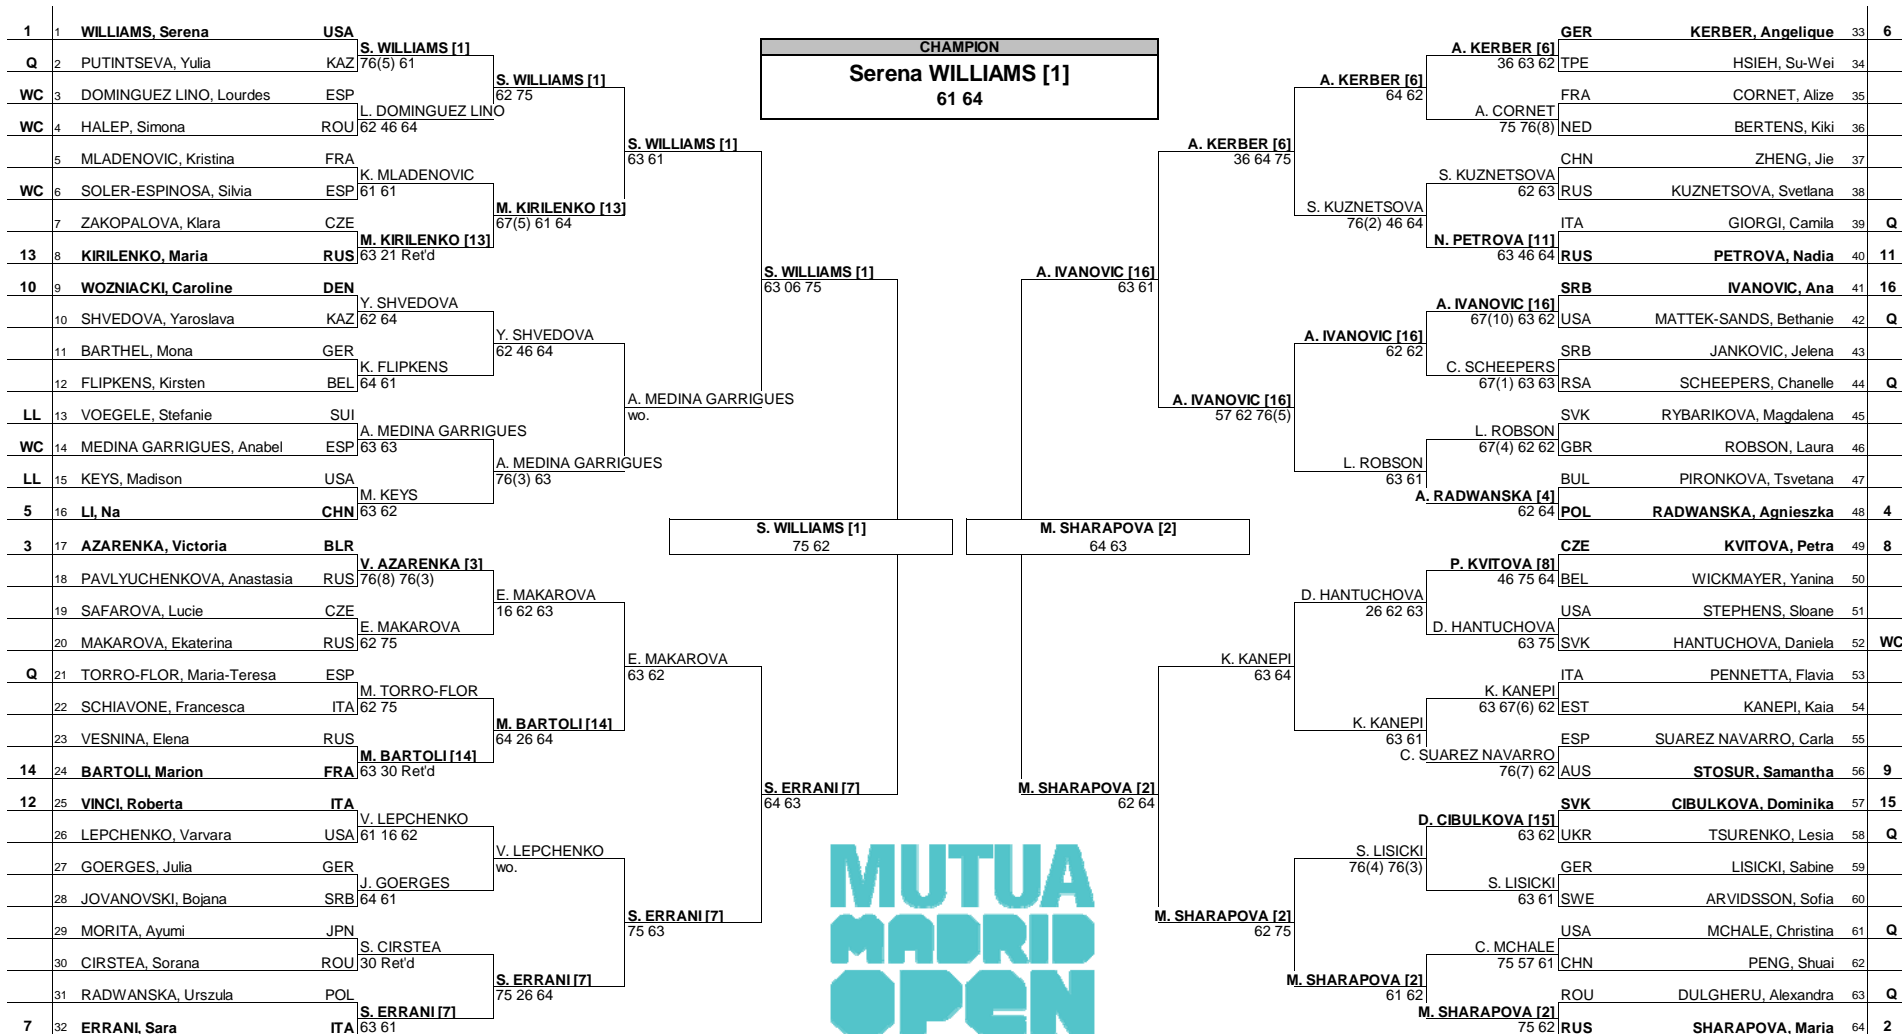 1 1 WILLIAMS, Serena USA
Q 2 PUTINTSEVA, Yulia KAZ
WC 3 DOMINGUEZ LINO, Lourdes ESP
WC 4 HALEP, Simona ROU
5 MLADENOVIC, Kristina FRA
WC 6 SOLER-ESPINOSA, Silvia ESP
7 ZAKOPALOVA, Klara CZE
13 8 KIRILENKO, Maria RUS
10 9 WOZNIACKI, Caroline DEN
10 SHVEDOVA, Yaroslava KAZ
11 BARTHEL, Mona GER
12 FLIPKENS, Kirsten BEL
LL 13 VOEGELE, Stefanie SUI
WC 14 MEDINA GARRIGUES, Anabel ESP
LL 15 KEYS, Madison USA
5 16 LI, Na CHN
3 17 AZARENKA, Victoria BLR
18 PAVLYUCHENKOVA, Anastasia RUS
19 SAFAROVA, Lucie CZE
20 MAKAROVA, Ekaterina RUS
Q 21 TORRO-FLOR, Maria-Teresa ESP
22 SCHIAVONE, Francesca ITA
23 VESNINA, Elena RUS
14 24 BARTOLI, Marion FRA
12 25 VINCI, Roberta ITA
26 LEPCHENKO, Varvara USA
27 GOERGES, Julia GER
28 JOVANOVSKI, Bojana SRB
29 MORITA, Ayumi JPN
30 CIRSTEA, Sorana ROU
31 RADWANSKA, Urszula POL
7 32 ERRANI, Sara ITA
S. WILLIAMS [1]
76(5) 61
L. DOMINGUEZ LINO
62 46 64
K. MLADENOVIC
61 61
M. KIRILENKO [13]
63 21 Ret'd
Y. SHVEDOVA
62 64
K. FLIPKENS
64 61
A. MEDINA GARRIGUES
63 63
M. KEYS
63 62
V. AZARENKA [3]
76(8) 76(3)
E. MAKAROVA
62 75
M. TORRO-FLOR
62 75
M. BARTOLI [14]
63 30 Ret'd
V. LEPCHENKO
61 16 62
J. GOERGES
64 61
S. CIRSTEA
30 Ret'd
S. ERRANI [7]
63 61
S. WILLIAMS [1]
62 75
M. KIRILENKO [13]
67(5) 61 64
Y. SHVEDOVA
62 46 64
A. MEDINA GARRIGUES
76(3) 63
E. MAKAROVA
16 62 63
M. BARTOLI [14]
64 26 64
V. LEPCHENKO
wo.
S. ERRANI [7]
75 26 64
S. WILLIAMS [1]
63 61
A. MEDINA GARRIGUES
wo.
E. MAKAROVA
63 62
S. ERRANI [7]
75 63
S. WILLIAMS [1]
63 06 75
S. ERRANI [7]
64 63
S. WILLIAMS [1]
75 62
CHAMPION
Serena WILLIAMS [1]
61 64
M. SHARAPOVA [2]
64 63
MUTUA
MADRID
OPEN
A. IVANOVIC [16]
63 61
M. SHARAPOVA [2]
62 64
A. KERBER [6]
36 64 75
A. IVANOVIC [16]
57 62 76(5)
K. KANEPI
63 64
M. SHARAPOVA [2]
62 75
A. KERBER [6]
64 62
S. KUZNETSOVA
76(2) 46 64
A. IVANOVIC [16]
62 62
L. ROBSON
63 61
D. HANTUCHOVA
26 62 63
K. KANEPI
63 61
S. LISICKI
76(4) 76(3)
M. SHARAPOVA [2]
61 62
A. KERBER [6]
36 63 62
A. CORNET
75 76(8)
S. KUZNETSOVA
62 63
N. PETROVA [11]
63 46 64
A. IVANOVIC [16]
67(10) 63 62
C. SCHEEPERS
67(1) 63 63
L. ROBSON
67(4) 62 62
A. RADWANSKA [4]
62 64
P. KVITOVA [8]
46 75 64
D. HANTUCHOVA
63 75
K. KANEPI
63 67(6) 62
C. SUAREZ NAVARRO
76(7) 62
D. CIBULKOVA [15]
63 62
S. LISICKI
63 61
C. MCHALE
75 57 61
M. SHARAPOVA [2]
75 62
GER KERBER, Angelique 33 6
TPE HSIEH, Su-Wei 34
FRA CORNET, Alize 35
NED BERTENS, Kiki 36
CHN ZHENG, Jie 37
RUS KUZNETSOVA, Svetlana 38
ITA GIORGI, Camila 39 Q
RUS PETROVA, Nadia 40 11
SRB IVANOVIC, Ana 41 16
USA MATTEK-SANDS, Bethanie 42 Q
SRB JANKOVIC, Jelena 43
RSA SCHEEPERS, Chanelle 44 Q
SVK RYBARIKOVA, Magdalena 45
GBR ROBSON, Laura 46
BUL PIRONKOVA, Tsvetana 47
POL RADWANSKA, Agnieszka 48 4
CZE KVITOVA, Petra 49 8
BEL WICKMAYER, Yanina 50
USA STEPHENS, Sloane 51
SVK HANTUCHOVA, Daniela 52 WC
ITA PENNETTA, Flavia 53
EST KANEPI, Kaia 54
ESP SUAREZ NAVARRO, Carla 55
AUS STOSUR, Samantha 56 9
SVK CIBULKOVA, Dominika 57 15
UKR TSURENKO, Lesia 58 Q
GER LISICKI, Sabine 59
SWE ARVIDSSON, Sofia 60
USA MCHALE, Christina 61 Q
CHN PENG, Shuai 62
ROU DULGHERU, Alexandra 63 Q
RUS SHARAPOVA, Maria 64 2